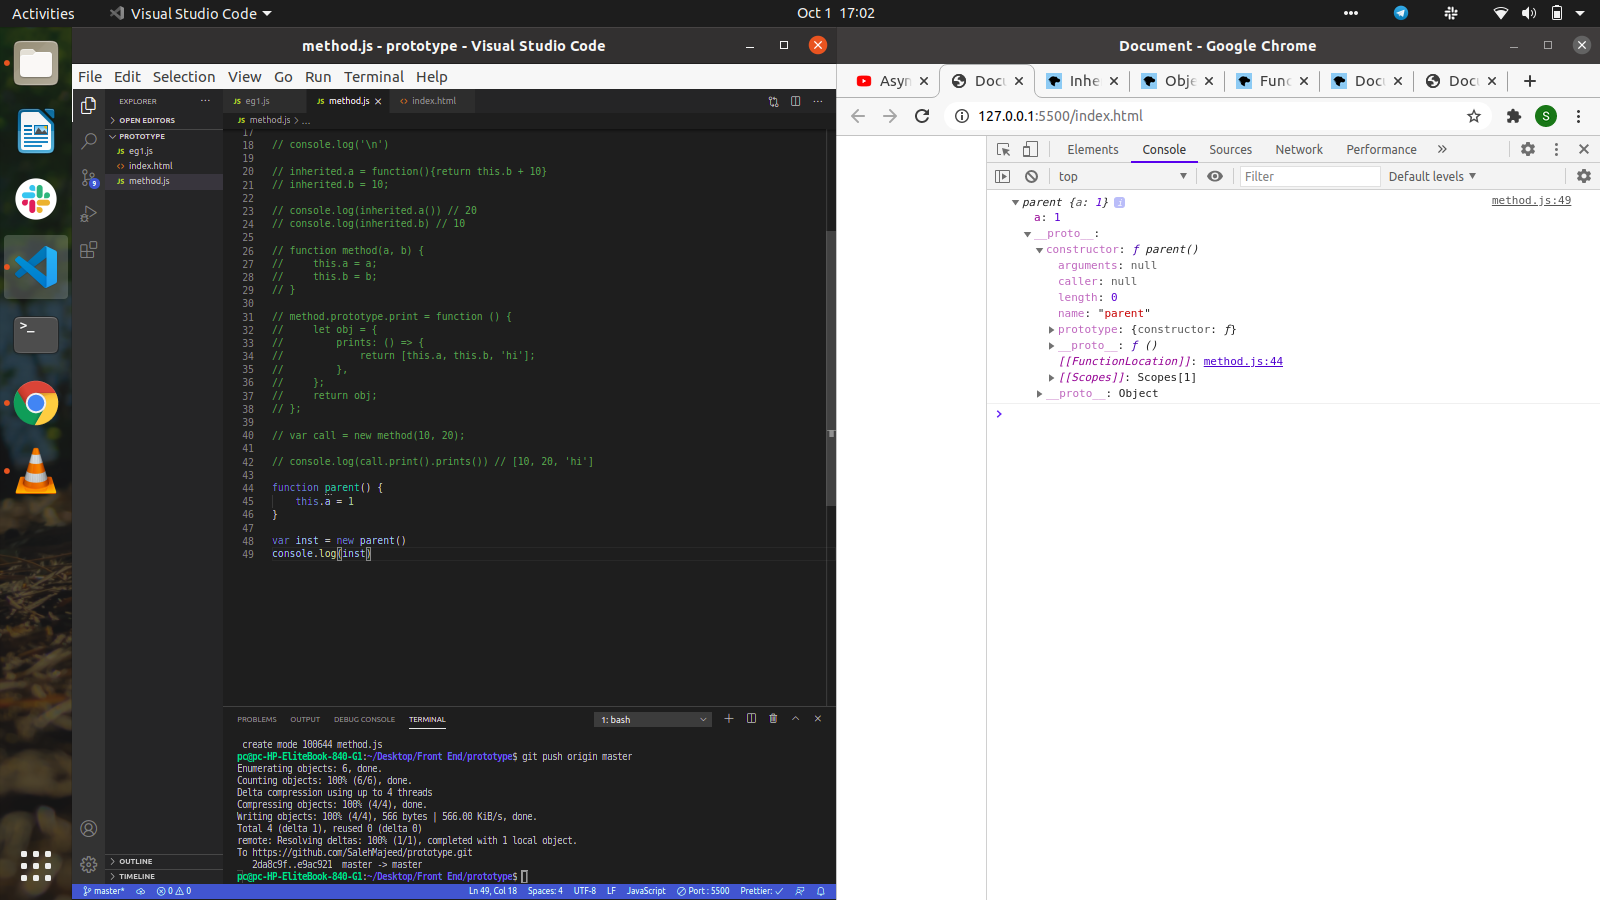 Activities
Visual Studio Code
Oct 1 17:02
method.js - prototype - Visual Studio Code
File Edit Selection View Go Run Terminal Help
EXPLORER
OPEN EDITORS
PROTOTYPE
JS eg1.js
<> index.html
JS method.js
9
OUTLINE
TIMELINE
JS eg1.js
JS method.js
<> index.html
JS method.js > ...
17
18 // console.log('\n')
19
20 // inherited.a = function(){return this.b + 10}
21 // inherited.b = 10;
22
23 // console.log(inherited.a()) // 20
24 // console.log(inherited.b) // 10
25
26 // function method(a, b) {
27 //     this.a = a;
28 //     this.b = b;
29 // }
30
31 // method.prototype.print = function () {
32 //     let obj = {
33 //         prints: () => {
34 //             return [this.a, this.b, 'hi'];
35 //         },
36 //     };
37 //     return obj;
38 // };
39
40 // var call = new method(10, 20);
41
42 // console.log(call.print().prints()) // [10, 20, 'hi']
43
44 function parent() {
45     this.a = 1
46 }
47
48 var inst = new parent()
49 console.log(inst)
PROBLEMS OUTPUT DEBUG CONSOLE TERMINAL
1: bash
create mode 100644 method.js
pc@pc-HP-EliteBook-840-G1:~/Desktop/Front End/prototype$ git push origin master
Enumerating objects: 6, done.
Counting objects: 100% (6/6), done.
Delta compression using up to 4 threads
Compressing objects: 100% (4/4), done.
Writing objects: 100% (4/4), 566 bytes | 566.00 KiB/s, done.
Total 4 (delta 1), reused 0 (delta 0)
remote: Resolving deltas: 100% (1/1), completed with 1 local object.
To https://github.com/SalehMajeed/prototype.git
2da8c9f..e9ac921  master -> master
pc@pc-HP-EliteBook-840-G1:~/Desktop/Front End/prototype$
master* 0 0 Ln 49, Col 18 Spaces: 4 UTF-8 LF JavaScript Port : 5500 Prettier: ✓
Document - Google Chrome
Asyn
Docu
Inhe
Obje
Func
Docu
Docu
127.0.0.1:5500/index.html
S
Elements Console Sources Network Performance »
top
Filter
Default levels
parent {a: 1} i
method.js:49
a: 1
__proto__:
constructor: ƒ parent()
arguments: null
caller: null
length: 0
name: "parent"
prototype: {constructor: ƒ}
__proto__: ƒ ()
[[FunctionLocation]]: method.js:44
[[Scopes]]: Scopes[1]
__proto__: Object
>